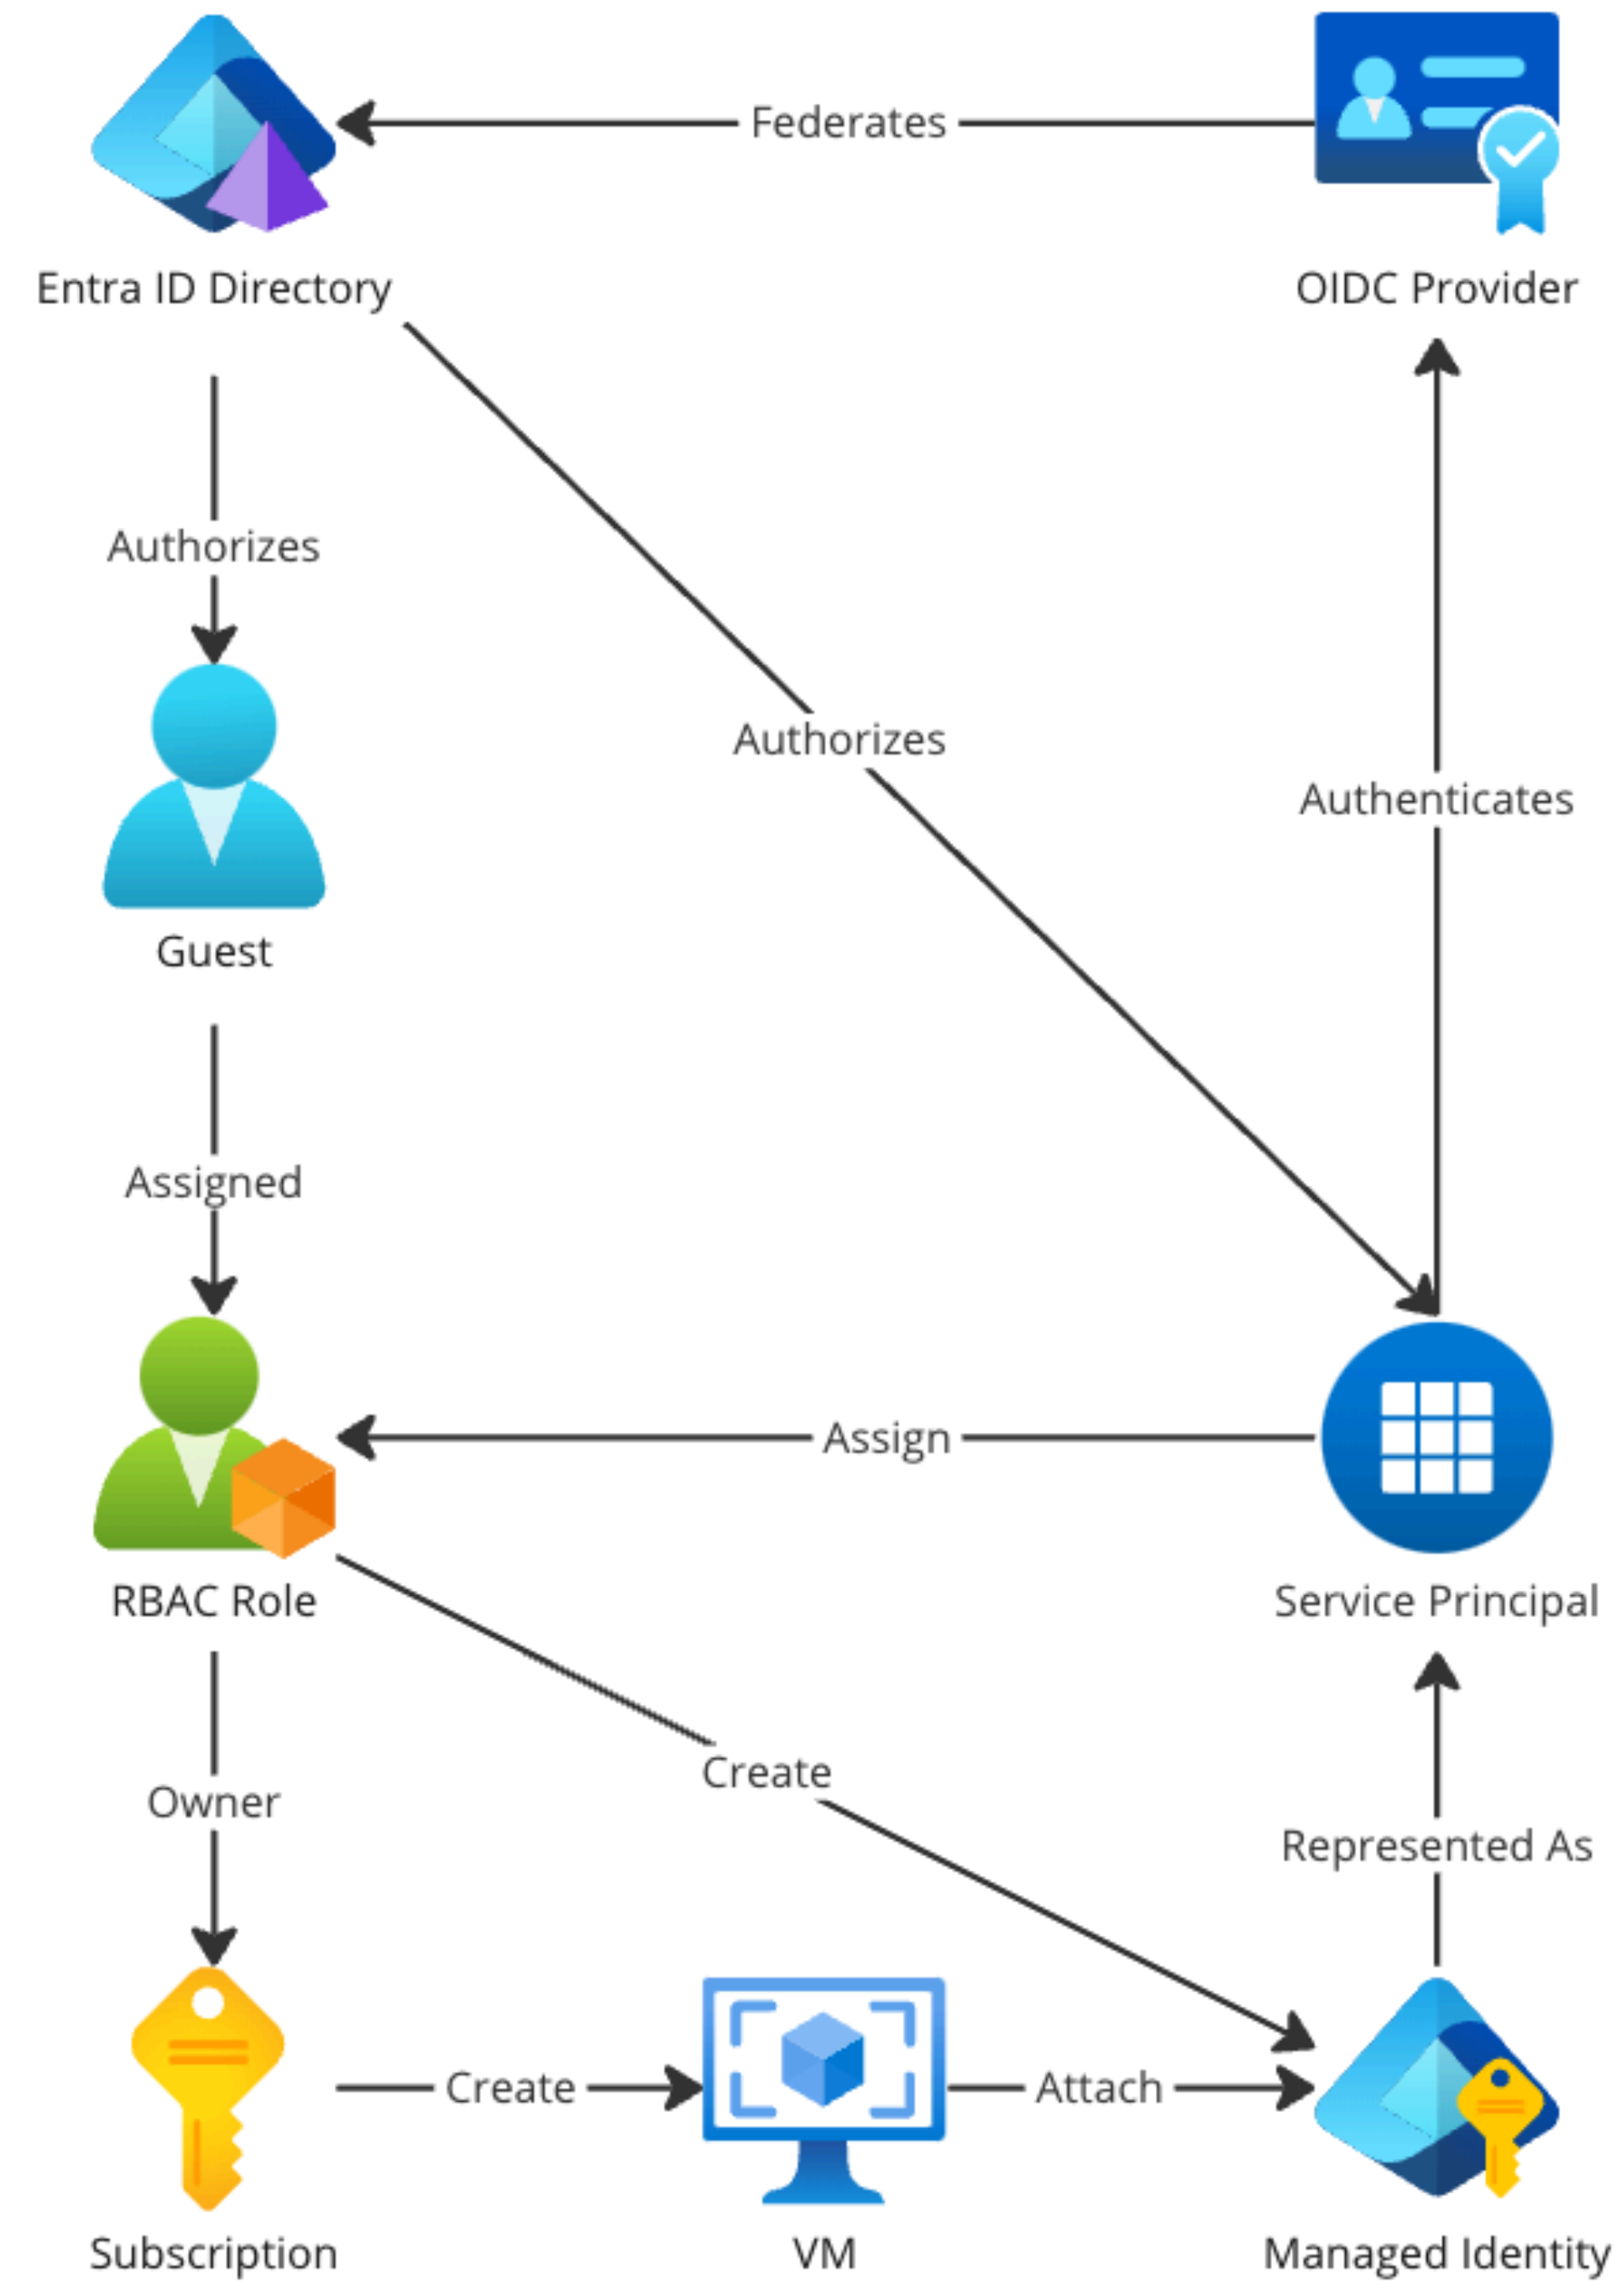 Federates
Entra ID Directory
OIDC Provider
Authorizes
Authorizes
Authenticates
Guest
Assigned
Assign
RBAC Role
Service Principal
Create
Owner
Represented As
Create
Attach
Subscription
VM
Managed Identity